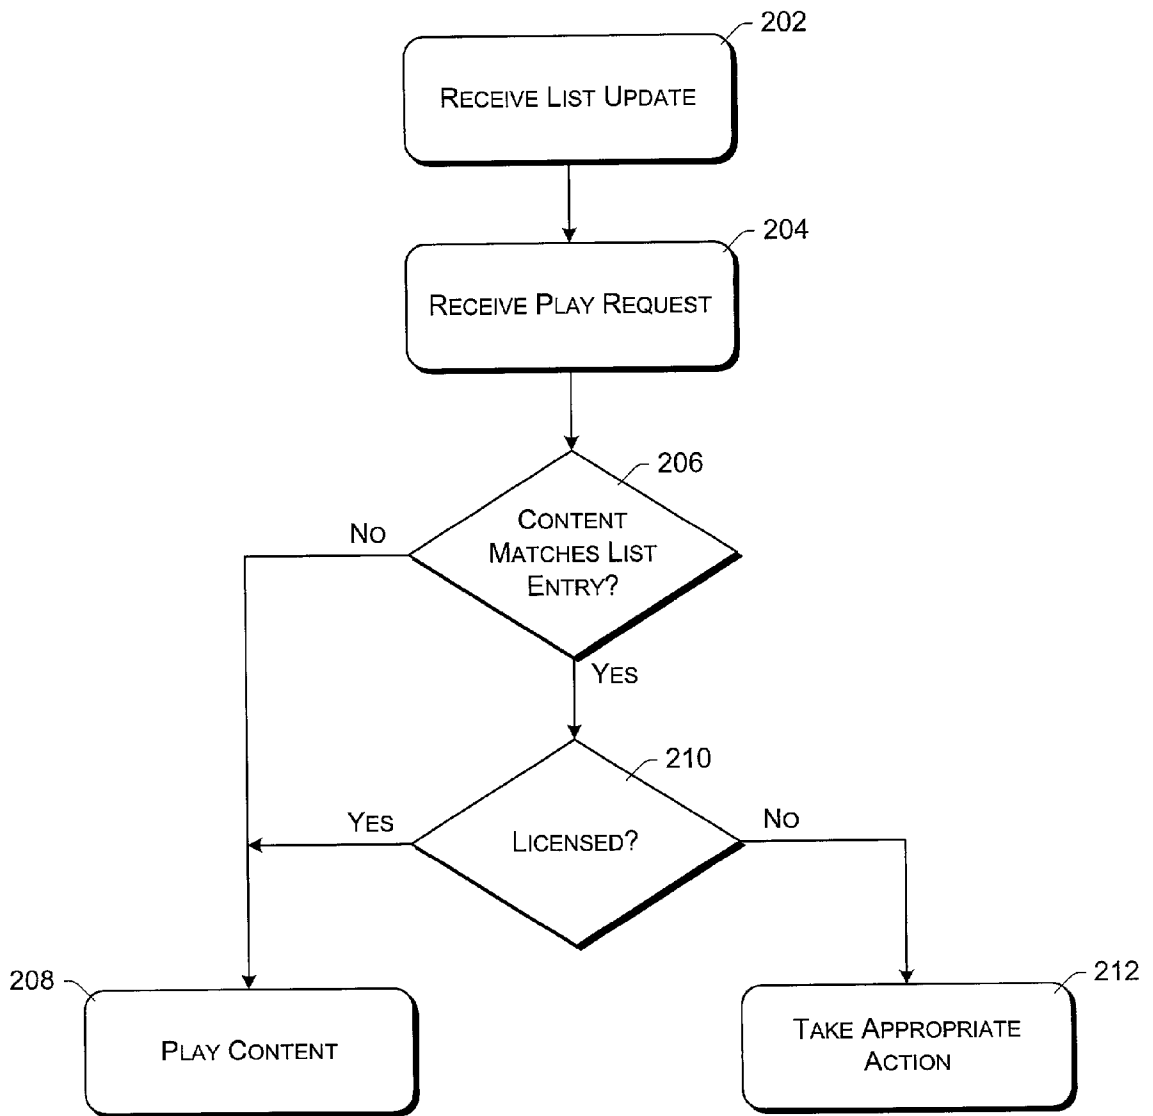 202
RECEIVE LIST UPDATE
204
RECEIVE PLAY REQUEST
206
CONTENT
MATCHES LIST
ENTRY?
NO
YES
210
LICENSED?
YES
NO
208
PLAY CONTENT
212
TAKE APPROPRIATE
ACTION